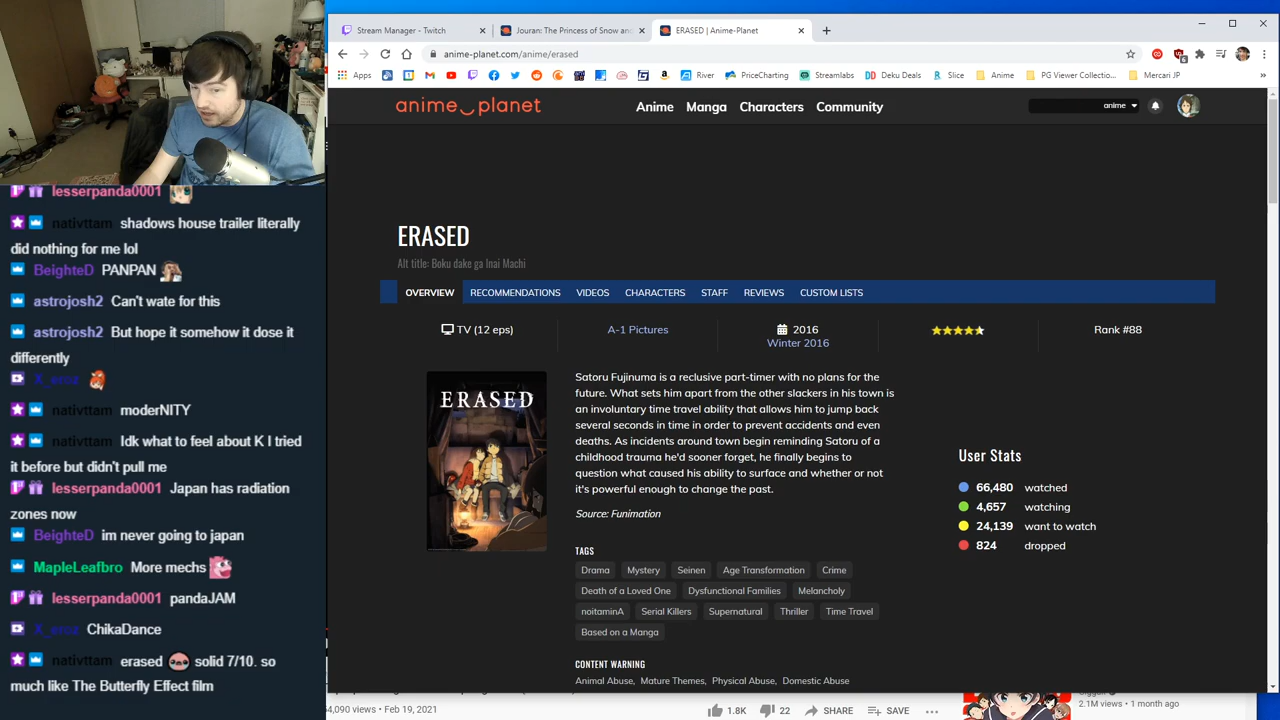 Stream Manager - Twitch
Jouran: The Princess of Snow and
ERASED | Anime-Planet
anime-planet.com/anime/erased
Apps
River
PriceCharting
Streamlabs
Deku Deals
Slice
Anime
PG Viewer Collectio...
Mercari JP
»
anime planet
Anime
Manga
Characters
Community
anime
ERASED
Alt title: Boku dake ga Inai Machi
OVERVIEW
RECOMMENDATIONS
VIDEOS
CHARACTERS
STAFF
REVIEWS
CUSTOM LISTS
TV (12 eps)
A-1 Pictures
2016
Winter 2016
Rank #88
ERASED
Satoru Fujinuma is a reclusive part-timer with no plans for the
future. What sets him apart from the other slackers in his town is
an involuntary time travel ability that allows him to jump back
several seconds in time in order to prevent accidents and even
deaths. As incidents around town begin reminding Satoru of a
childhood trauma he'd sooner forget, he finally begins to
question what caused his ability to surface and whether or not
it's powerful enough to change the past.
Source: Funimation
TAGS
Drama
Mystery
Seinen
Age Transformation
Crime
Death of a Loved One
Dysfunctional Families
Melancholy
noitaminA
Serial Killers
Supernatural
Thriller
Time Travel
Based on a Manga
CONTENT WARNING
Animal Abuse, Mature Themes, Physical Abuse, Domestic Abuse
User Stats
66,480 watched
4,657 watching
24,139 want to watch
824 dropped
lesserpanda0001
nativttam shadows house trailer literally
did nothing for me lol
BeighteD PANPAN
astrojosh2 Can't wate for this
astrojosh2 But hope it somehow it dose it
differently
X_eroz
nativttam moderNITY
nativttam Idk what to feel about K I tried
it before but didn't pull me
lesserpanda0001 Japan has radiation
zones now
BeighteD im never going to japan
MapleLeafbro More mechs
lesserpanda0001 pandaJAM
X_eroz ChikaDance
nativttam erased solid 7/10. so
much like The Butterfly Effect film
4,090 views • Feb 19, 2021
1.8K
22
SHARE
SAVE
2.1M views • 1 month ago